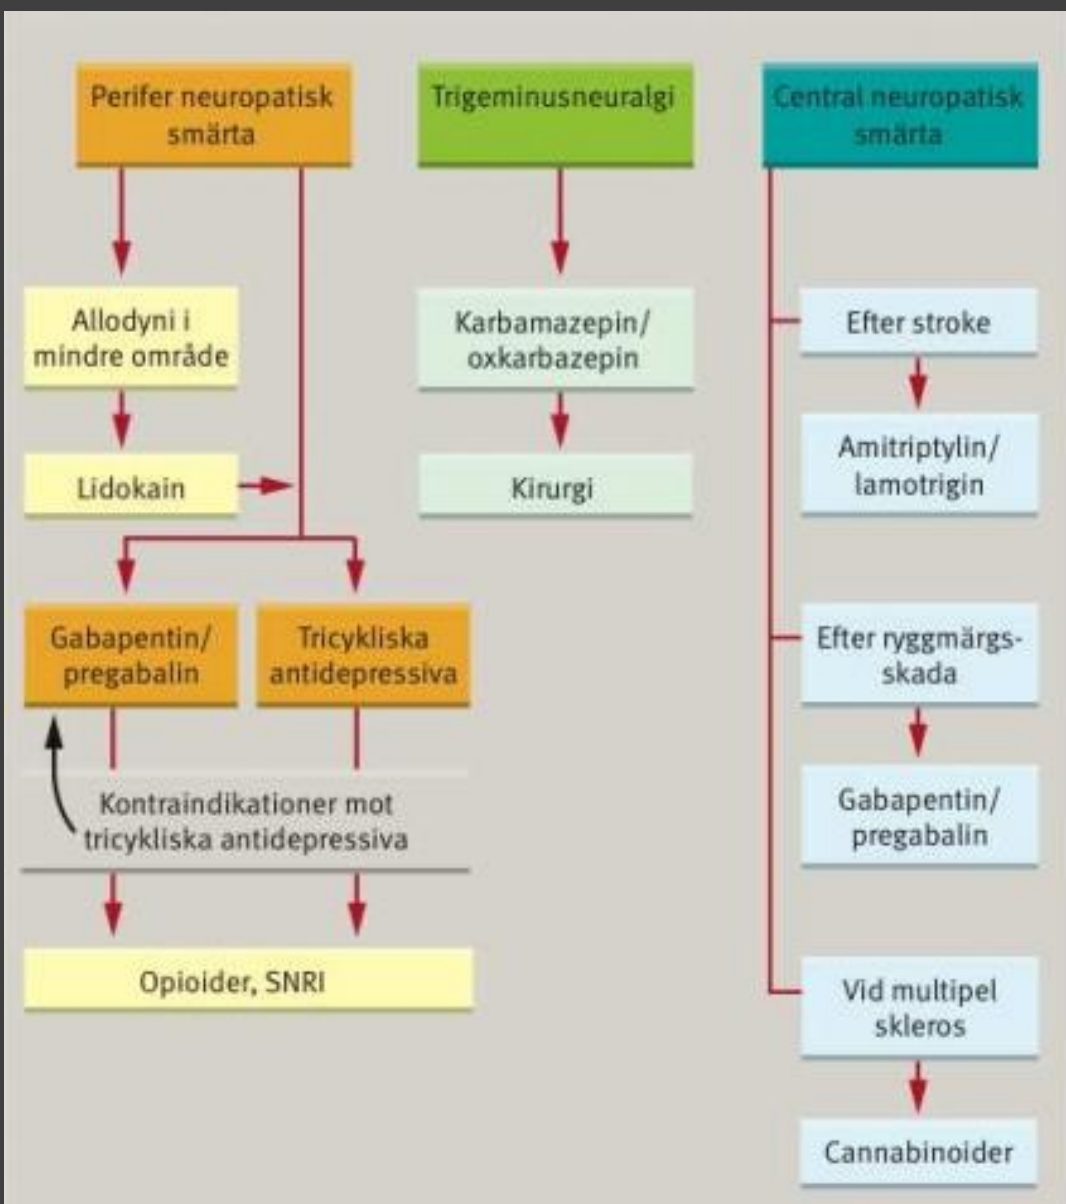 Perifer neuropatisk
smärta
Allodyni i
mindre område
Lidokain
Gabapentin/
pregabalin
Tricykliska
antidepressiva
Kontraindikationer mot
tricykliska antidepressiva
Opioider, SNRI
Trigeminusneuralgi
Karbamazepin/
oxkarbazepin
Kirurgi
Central neuropatisk
smärta
Efter stroke
Amitriptylin/
lamotrigin
Efter ryggmärgs-
skada
Gabapentin/
pregabalin
Vid multipel
skleros
Cannabinoider